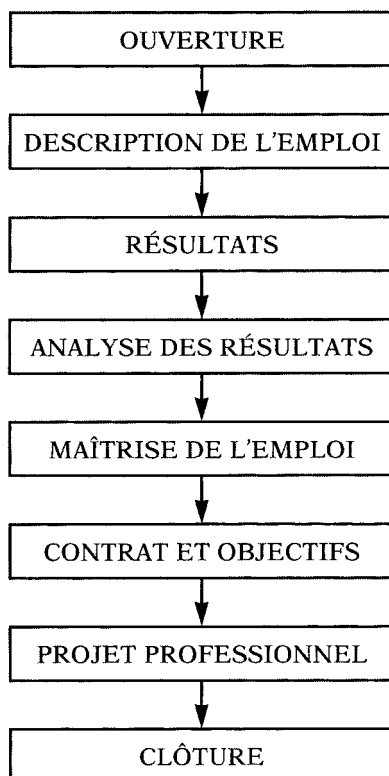 OUVERTURE
DESCRIPTION DE L'EMPLOI
RÉSULTATS
ANALYSE DES RÉSULTATS
MAÎTRISE DE L'EMPLOI
CONTRAT ET OBJECTIFS
PROJET PROFESSIONNEL
CLÔTURE